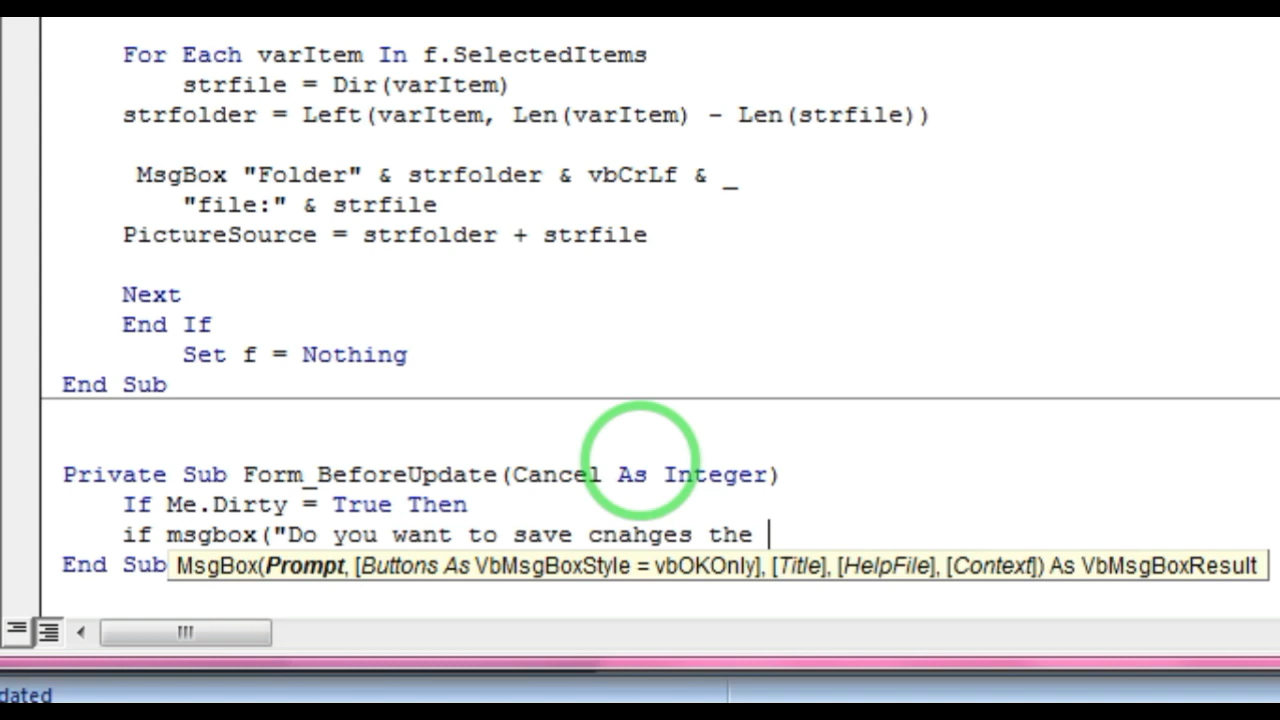 For Each varItem In f.SelectedItems
strfile = Dir(varItem)
strfolder = Left(varItem, Len(varItem) - Len(strfile))
MsgBox "Folder" & strfolder & vbCrLf & _
"file:" & strfile
PictureSource = strfolder + strfile
Next
End If
Set f = Nothing
End Sub
Private Sub Form_BeforeUpdate(Cancel As Integer)
If Me.Dirty = True Then
if msgbox("Do you want to save cnahges the
End Sub
MsgBox(Prompt, [Buttons As VbMsgBoxStyle = vbOKOnly], [Title], [HelpFile], [Context]) As VbMsgBoxResult
dated